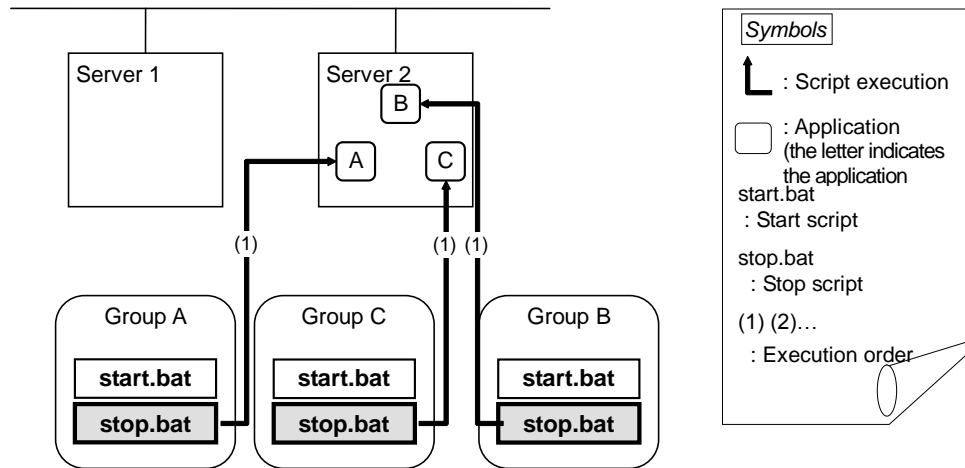 Server 1
Server 2
B
A
C
(1)
(1)
(1)
Group A
start.bat
stop.bat
Group C
start.bat
stop.bat
Group B
start.bat
stop.bat
Symbols
: Script execution
: Application
(the letter indicates
the application
start.bat
: Start script
stop.bat
: Stop script
(1) (2)…
: Execution order